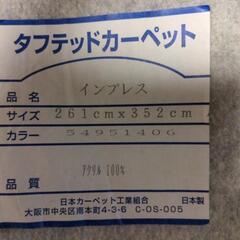 タフテッドカーペット
品名 インプレス
サイズ 261cmx352cm
カラー 54951406
品質 アクリル 100%
日本カーペット工業組合 日本製
大阪市中央区南本町4-3-6 C-OS-005